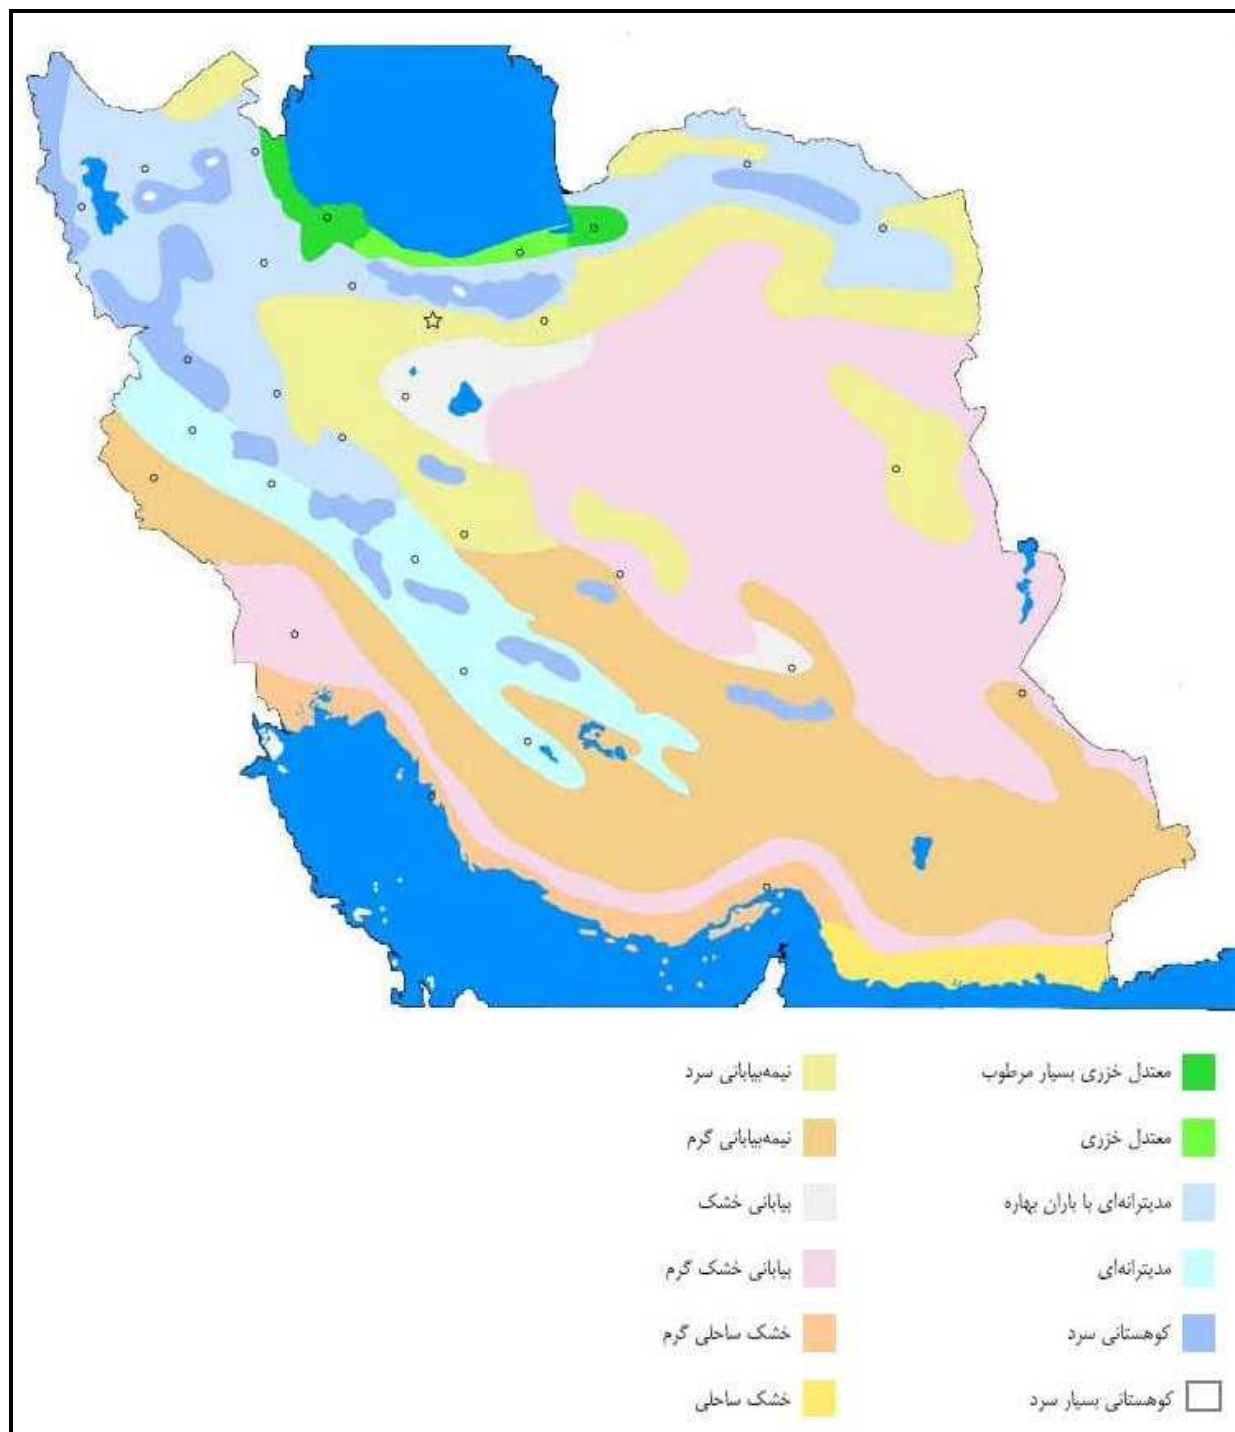 معتدل خزری بسیار مرطوب
معتدل خزری
مدیترانه‌ای با باران بهاره
مدیترانه‌ای
کوهستانی سرد
کوهستانی بسیار سرد
نیمه‌بیابانی سرد
نیمه‌بیابانی گرم
بیابانی خشک
بیابانی خشک گرم
خشک ساحلی گرم
خشک ساحلی